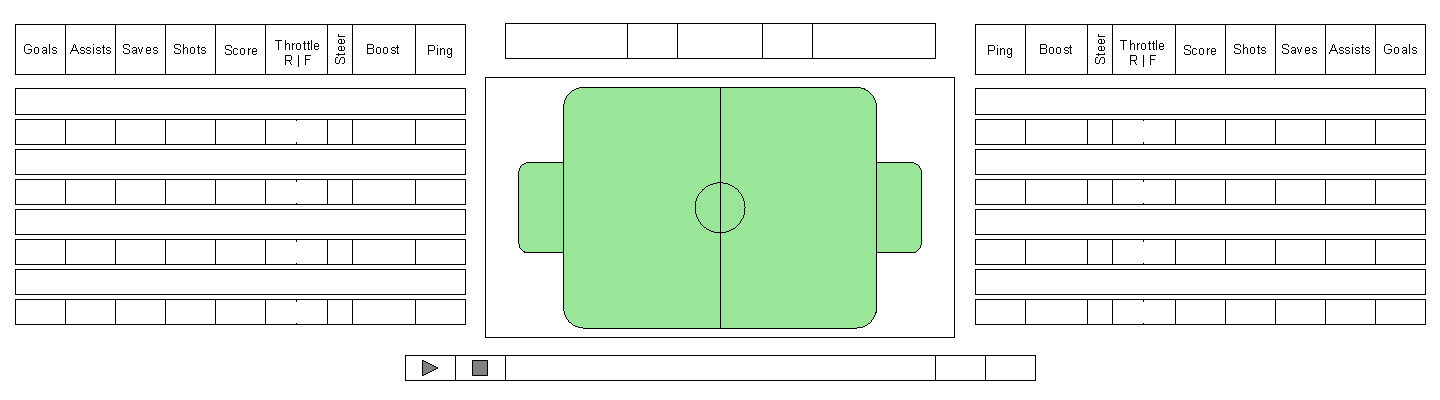 Goals Assists Saves Shots Score Throttle Steer Boost Ping
R | F
Ping Boost Steer Throttle Score Shots Saves Assists Goals
R | F